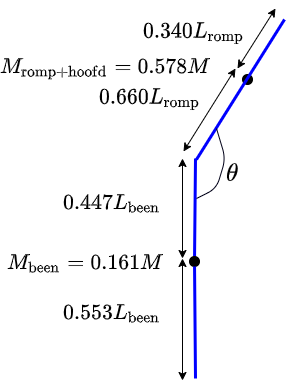 0.340L_romp
M_romp+hoofd = 0.578M
0.660L_romp
θ
0.447L_been
M_been = 0.161M
0.553L_been